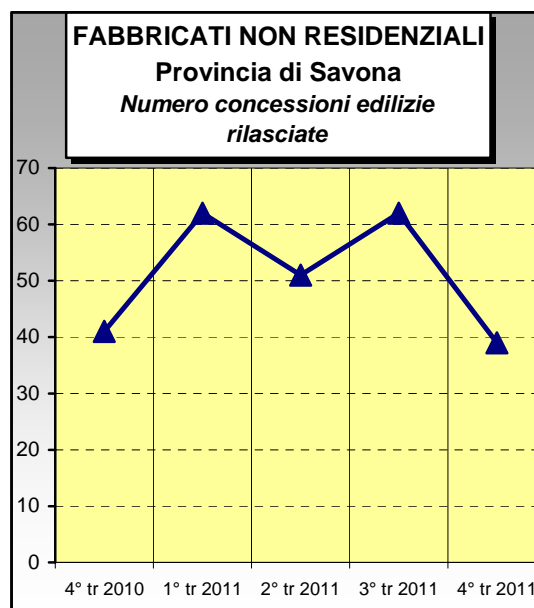 FABBRICATI NON RESIDENZIALI
Provincia di Savona
Numero concessioni edilizie
rilasciate
70
60
50
40
30
20
10
0
4° tr 2010 1° tr 2011 2° tr 2011 3° tr 2011 4° tr 2011